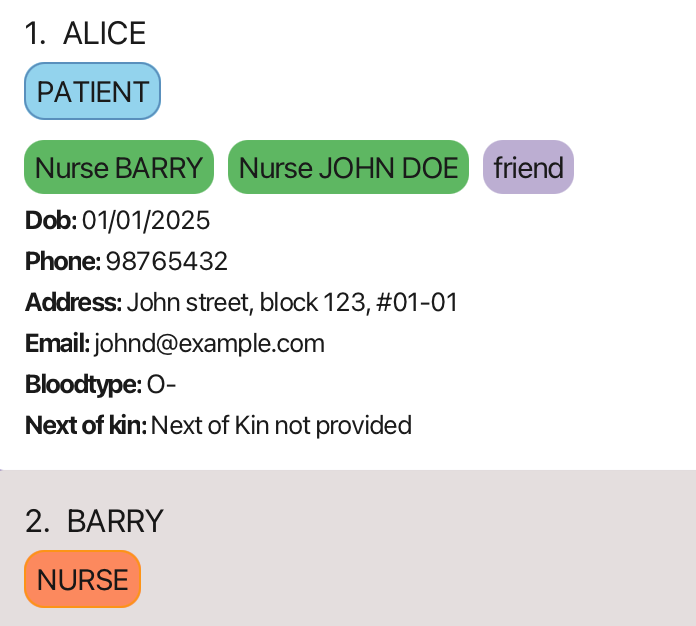 1. ALICE
PATIENT
Nurse BARRY Nurse JOHN DOE friend
Dob: 01/01/2025
Phone: 98765432
Address: John street, block 123, #01-01
Email: johnd@example.com
Bloodtype: O-
Next of kin: Next of Kin not provided
2. BARRY
NURSE